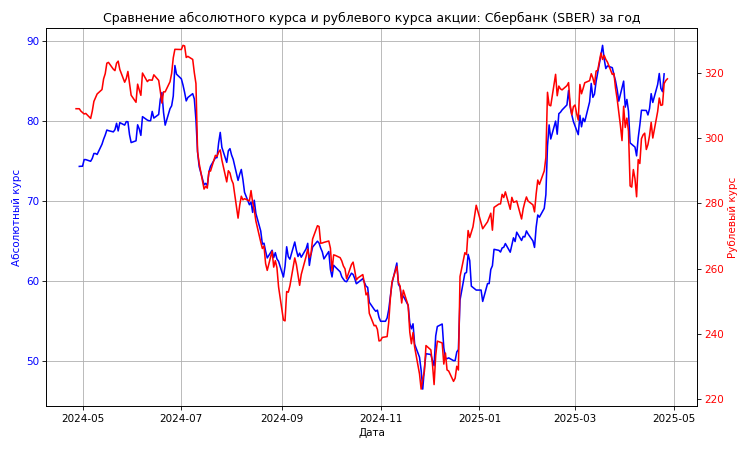 Сравнение абсолютного курса и рублевого курса акции: Сбербанк (SBER) за год
90
80
70
60
50
Абсолютный курс
320
300
280
260
240
220
Рублевый курс
2024-05 2024-07 2024-09 2024-11 2025-01 2025-03 2025-05
Дата